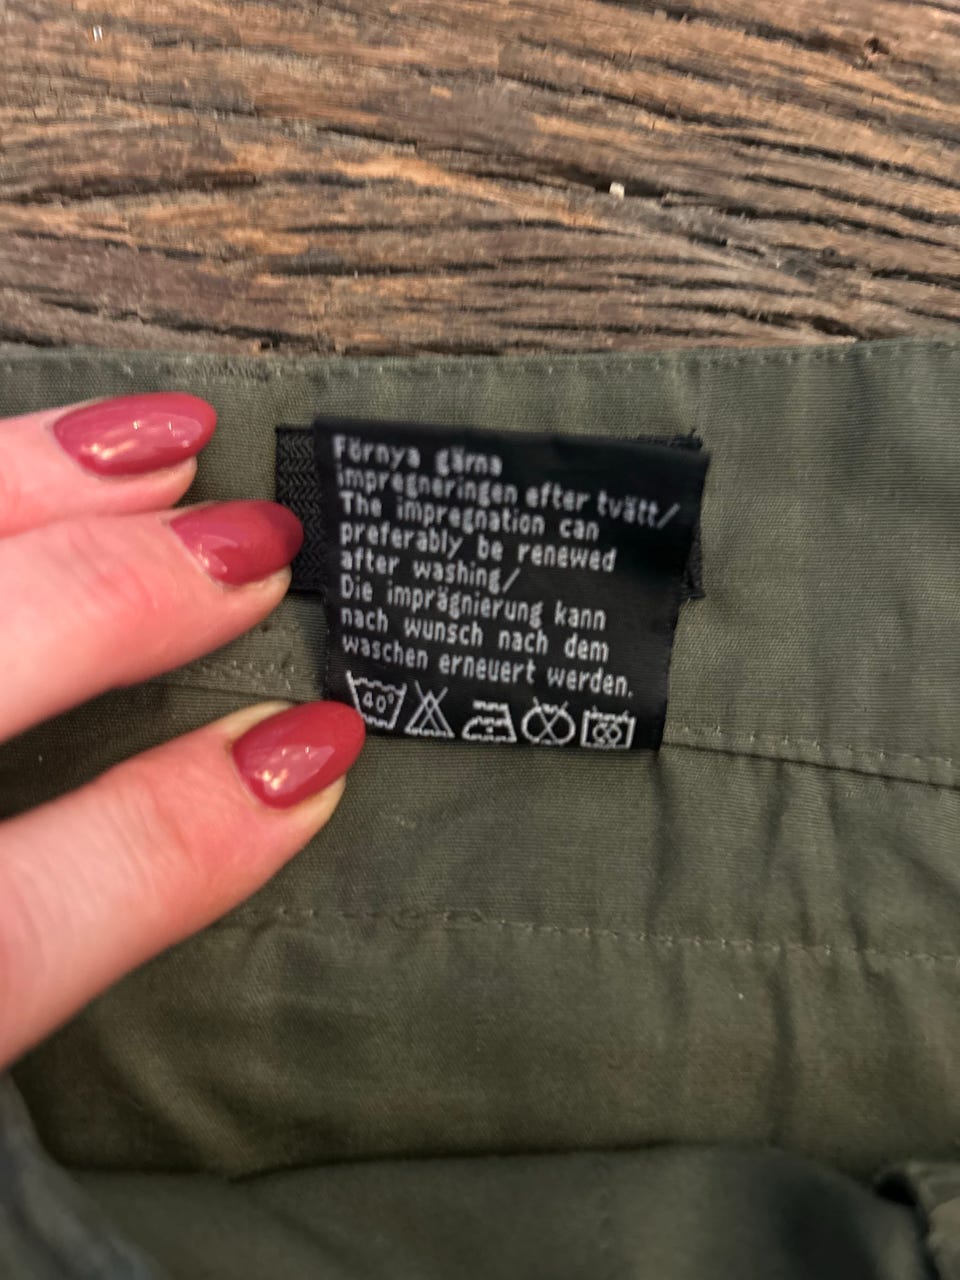 Förnya gärna
impregneringen efter tvätt/
The impregnation can
preferably be renewed
after washing/
Die imprägnierung kann
nach wunsch nach dem
waschen erneuert werden.
40°